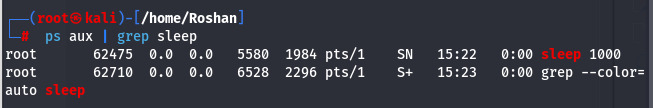 ┌──(root㉿kali)-[/home/Roshan]
└─# ps aux | grep sleep
root       62475  0.0  0.0   5580  1984 pts/1    SN   15:22   0:00 sleep 1000
root       62710  0.0  0.0   6528  2296 pts/1    S+   15:23   0:00 grep --color=
auto sleep